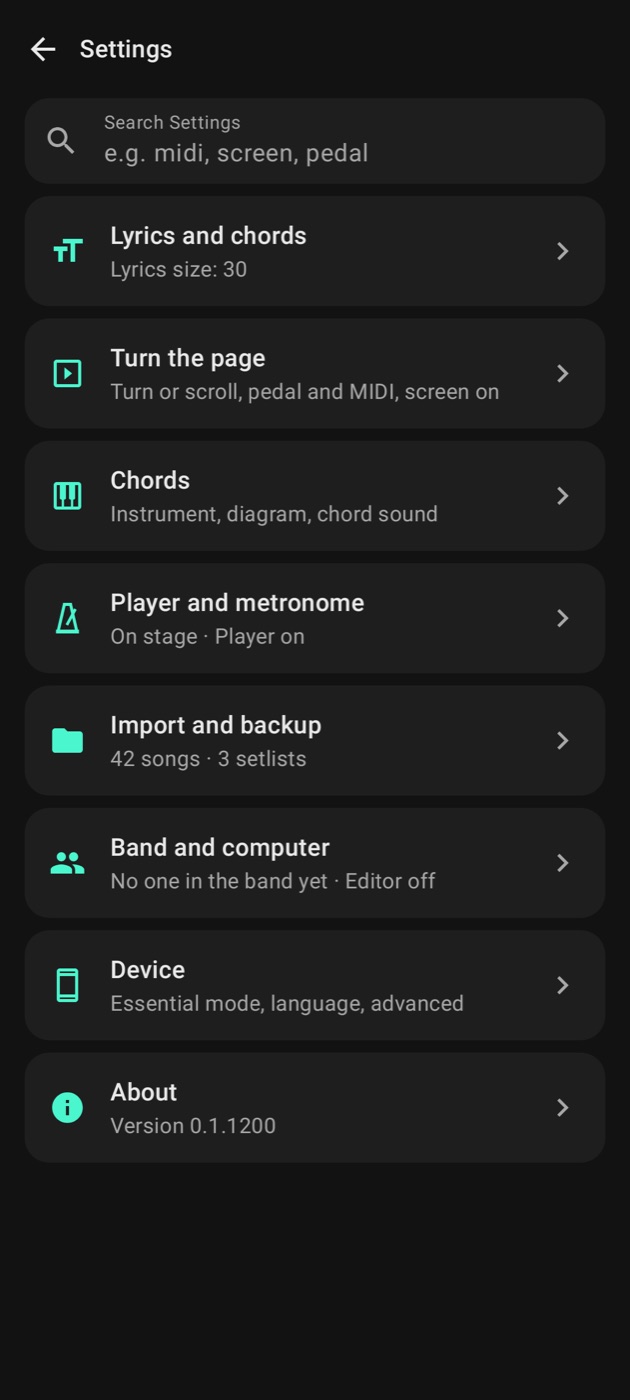 Settings
Search Settings
e.g. midi, screen, pedal
Lyrics and chords
Lyrics size: 30
Turn the page
Turn or scroll, pedal and MIDI, screen on
Chords
Instrument, diagram, chord sound
Player and metronome
On stage · Player on
Import and backup
42 songs · 3 setlists
Band and computer
No one in the band yet · Editor off
Device
Essential mode, language, advanced
About
Version 0.1.1200